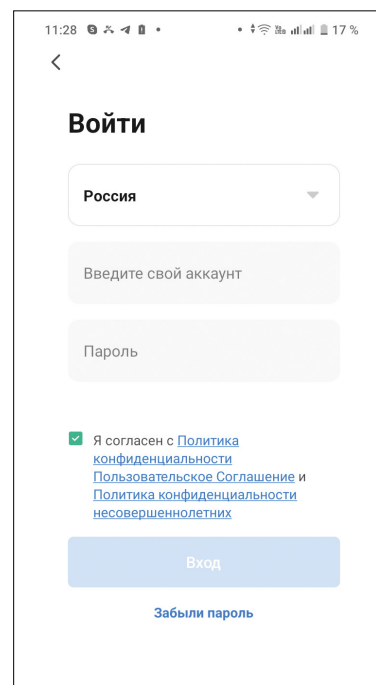 11:28
17 %
Войти
Россия
Введите свой аккаунт
Пароль
Я согласен с Политика
конфиденциальности
Пользовательское Соглашение и
Политика конфиденциальности
несовершеннолетних
Вход
Забыли пароль